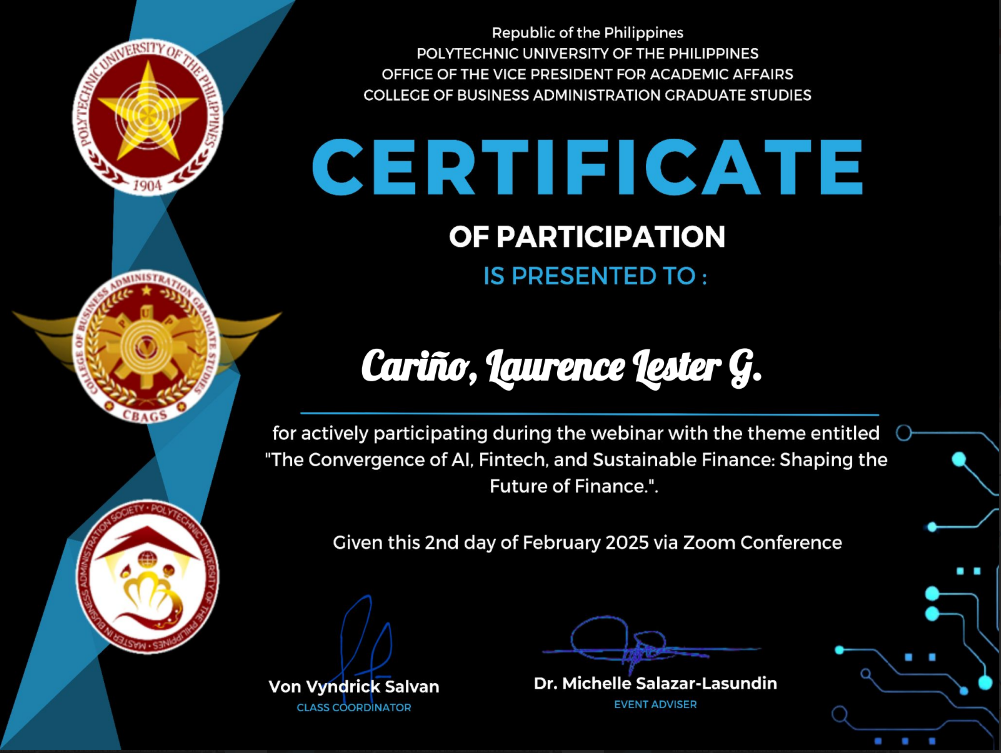 Republic of the Philippines
POLYTECHNIC UNIVERSITY OF THE PHILIPPINES
OFFICE OF THE VICE PRESIDENT FOR ACADEMIC AFFAIRS
COLLEGE OF BUSINESS ADMINISTRATION GRADUATE STUDIES
POLYTECHNIC UNIVERSITY OF THE PHILIPPINES
1904
CERTIFICATE
OF PARTICIPATION
IS PRESENTED TO :
COLLEGE OF BUSINESS ADMINISTRATION GRADUATE STUDIES
PUP
CBAGS
Cariño, Laurence Lester G.
for actively participating during the webinar with the theme entitled
"The Convergence of AI, Fintech, and Sustainable Finance: Shaping the
Future of Finance.".
Given this 2nd day of February 2025 via Zoom Conference
MASTER IN BUSINESS ADMINISTRATION SOCIETY • POLYTECHNIC UNIVERSITY OF THE PHILIPPINES •
Von Vyndrick Salvan
CLASS COORDINATOR
Dr. Michelle Salazar-Lasundin
EVENT ADVISER